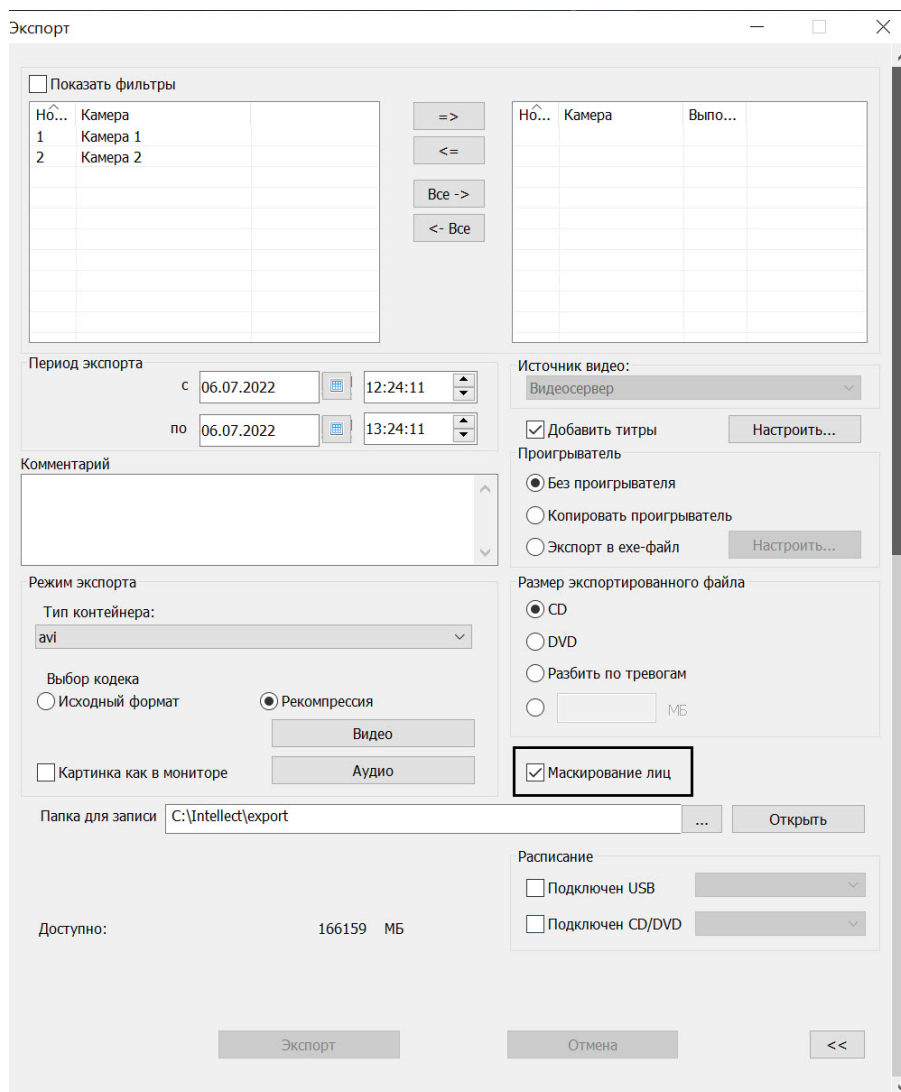 Экспорт
Показать фильтры
Но... Камера
1 Камера 1
2 Камера 2
=>
<=
Все ->
<- Все
Но... Камера Выпо...
Период экспорта
с 06.07.2022 12:24:11
по 06.07.2022 13:24:11
Источник видео:
Видеосервер
Добавить титры Настроить...
Комментарий
Проигрыватель
Без проигрывателя
Копировать проигрыватель
Экспорт в exe-файл Настроить...
Режим экспорта
Тип контейнера:
avi
Выбор кодека
Исходный формат Рекомпрессия
Видео
Картинка как в мониторе Аудио
Размер экспортированного файла
CD
DVD
Разбить по тревогам
МБ
Маскирование лиц
Папка для записи C:\Intellect\export ... Открыть
Расписание
Подключен USB
Подключен CD/DVD
Доступно: 166159 МБ
Экспорт Отмена <<